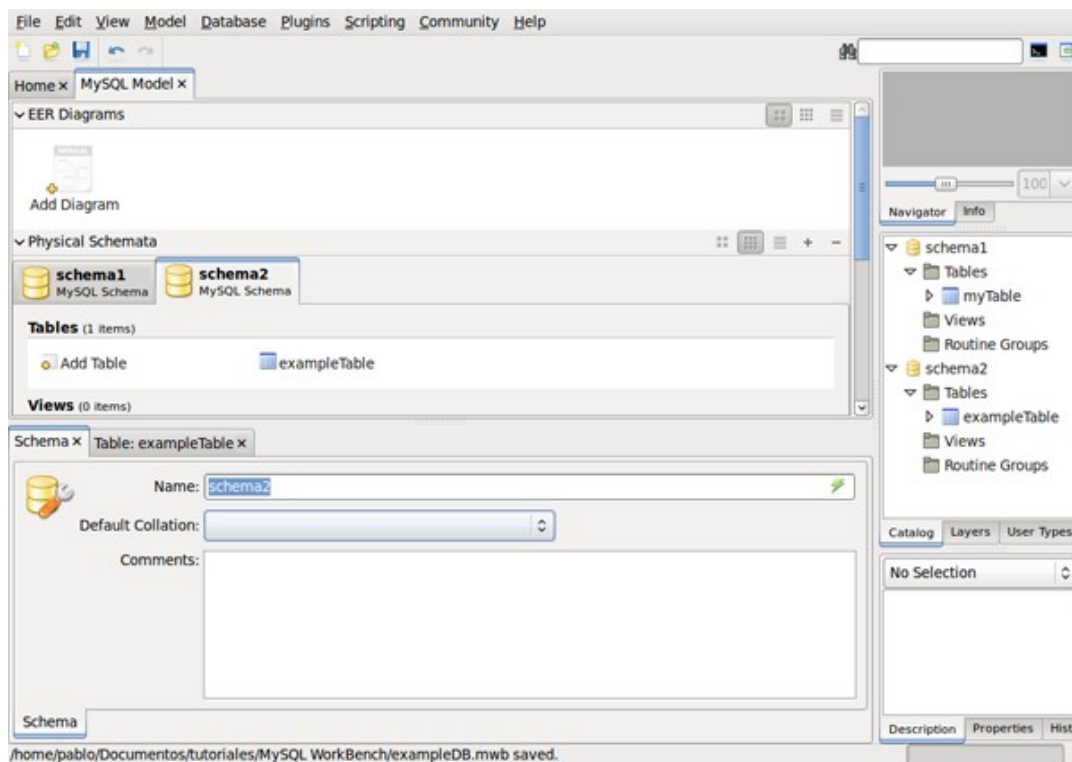 File Edit View Model Database Plugins Scripting Community Help
Home MySQL Model
EER Diagrams
Add Diagram
Physical Schemata
schema1
MySQL Schema
schema2
MySQL Schema
Tables (1 items)
Add Table
exampleTable
Views (0 items)
Schema Table: exampleTable
Name: schema2
Default Collation:
Comments:
Schema
/home/pablo/Documentos/tutoriales/MySQL WorkBench/exampleDB.mwb saved.
100
Navigator Info
schema1
Tables
myTable
Views
Routine Groups
schema2
Tables
exampleTable
Views
Routine Groups
Catalog Layers User Types
No Selection
Description Properties Hist